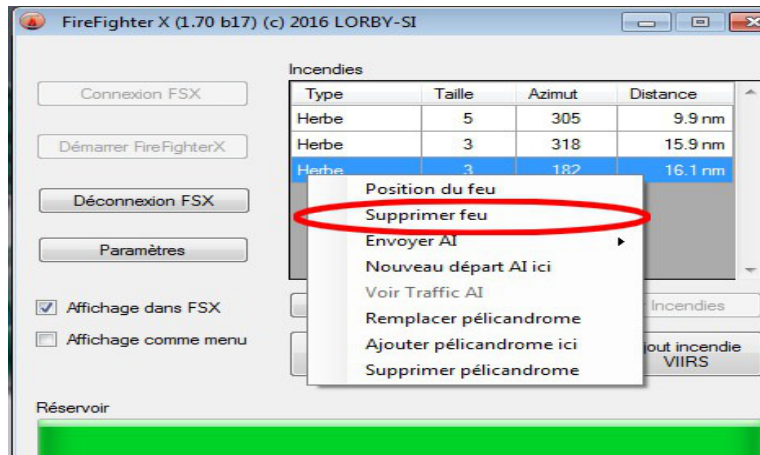 FireFighter X (1.70 b17) (c) 2016 LORBY-SI
Incendies
Connexion FSX
Démarrer FireFighterX
Déconnexion FSX
Paramètres
Affichage dans FSX
Affichage comme menu
Type Taille Azimut Distance
Herbe 5 305 9.9 nm
Herbe 3 318 15.9 nm
Herbe 3 182 16.1 nm
Position du feu
Supprimer feu
Envoyer AI
Nouveau départ AI ici
Voir Traffic AI
Remplacer pélicandrome
Ajouter pélicandrome ici
Supprimer pélicandrome
Incendies
jout incendie
VIIRS
Réservoir